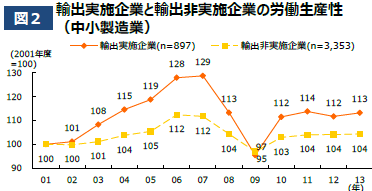 図2 輸出実施企業と輸出非実施企業の労働生産性
（中小製造業）
(2001年度
=100)
輸出実施企業(n=897) 輸出非実施企業(n=3,353)
130
120
110
100
90
100 101 108 115 119 128 129 113 95 112 114 112 113
100 100 101 104 105 112 112 104 97 103 104 104 104
01 02 03 04 05 06 07 08 09 10 11 12 13
(年)